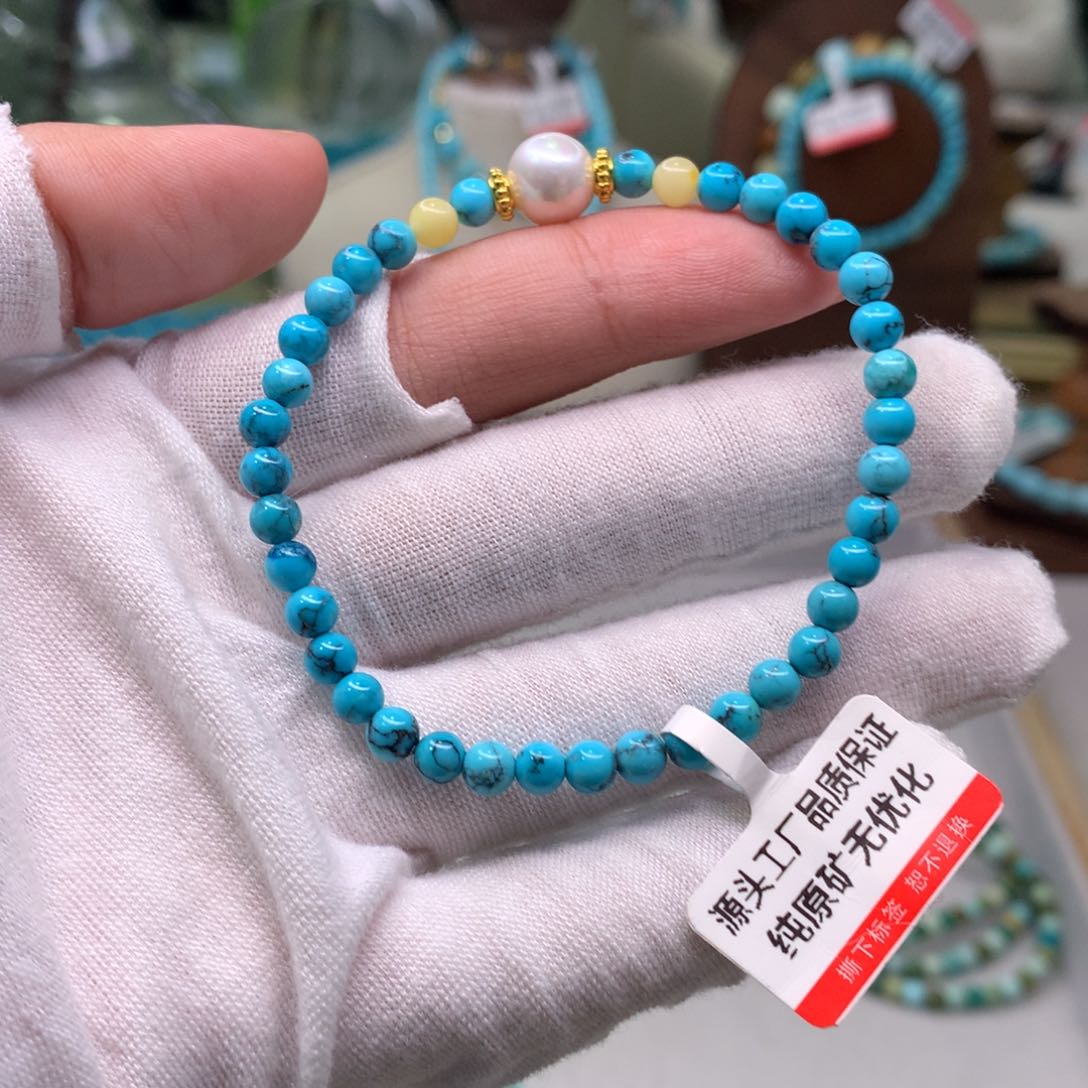 源头工厂品质保证
纯原矿无优化
撕下标签 恕不退换